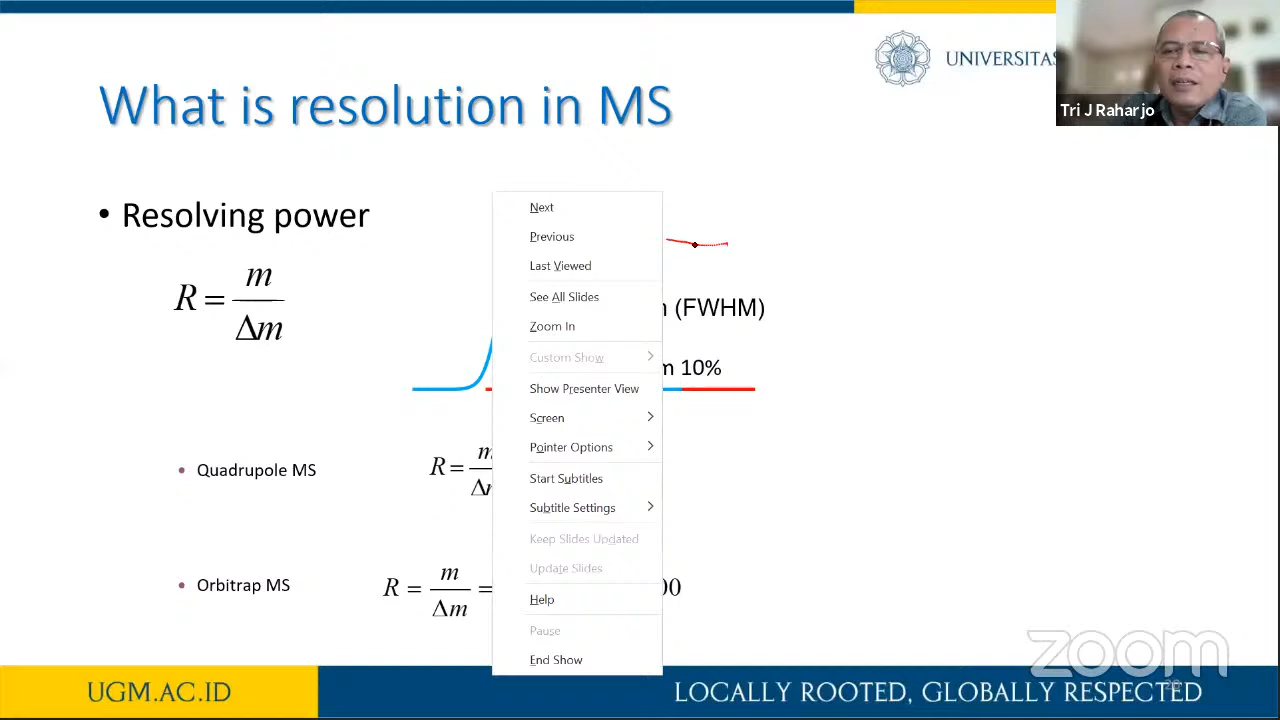 UNIVERSITAS
Tri J Raharjo
What is resolution in MS
• Resolving power
R = m / Δm
Next
Previous
Last Viewed
See All Slides
Zoom In
Custom Show
Show Presenter View
Screen
Pointer Options
Start Subtitles
Subtitle Settings
Keep Slides Updated
Update Slides
Help
Pause
End Show
(FWHM)
10%
• Quadrupole MS
R =
• Orbitrap MS
R = m / Δm =
zoom
UGM.AC.ID
LOCALLY ROOTED, GLOBALLY RESPECTED